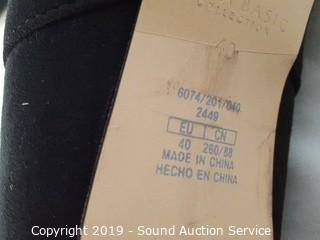 BASIC
COLLECTION
40
6074/201/040
2449
EU CN
40 260/88
MADE IN CHINA
HECHO EN CHINA
Copyright 2019 - Sound Auction Service